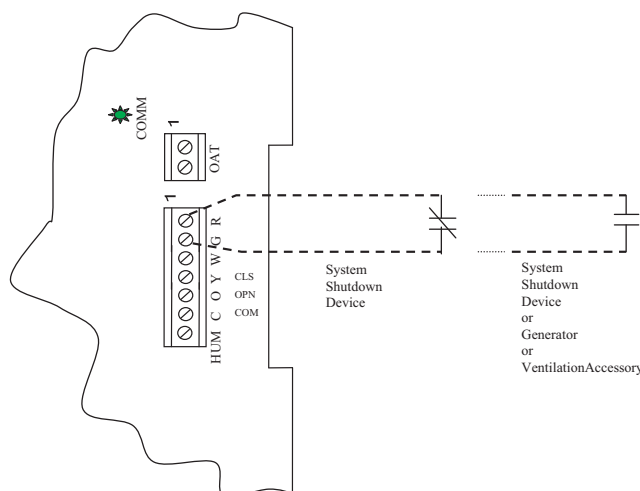 COMM
1
OAT
1
R
G
W
Y CLS
O OPN
C COM
HUM
System
Shutdown
Device
System
Shutdown
Device
or
Generator
or
VentilationAccessory